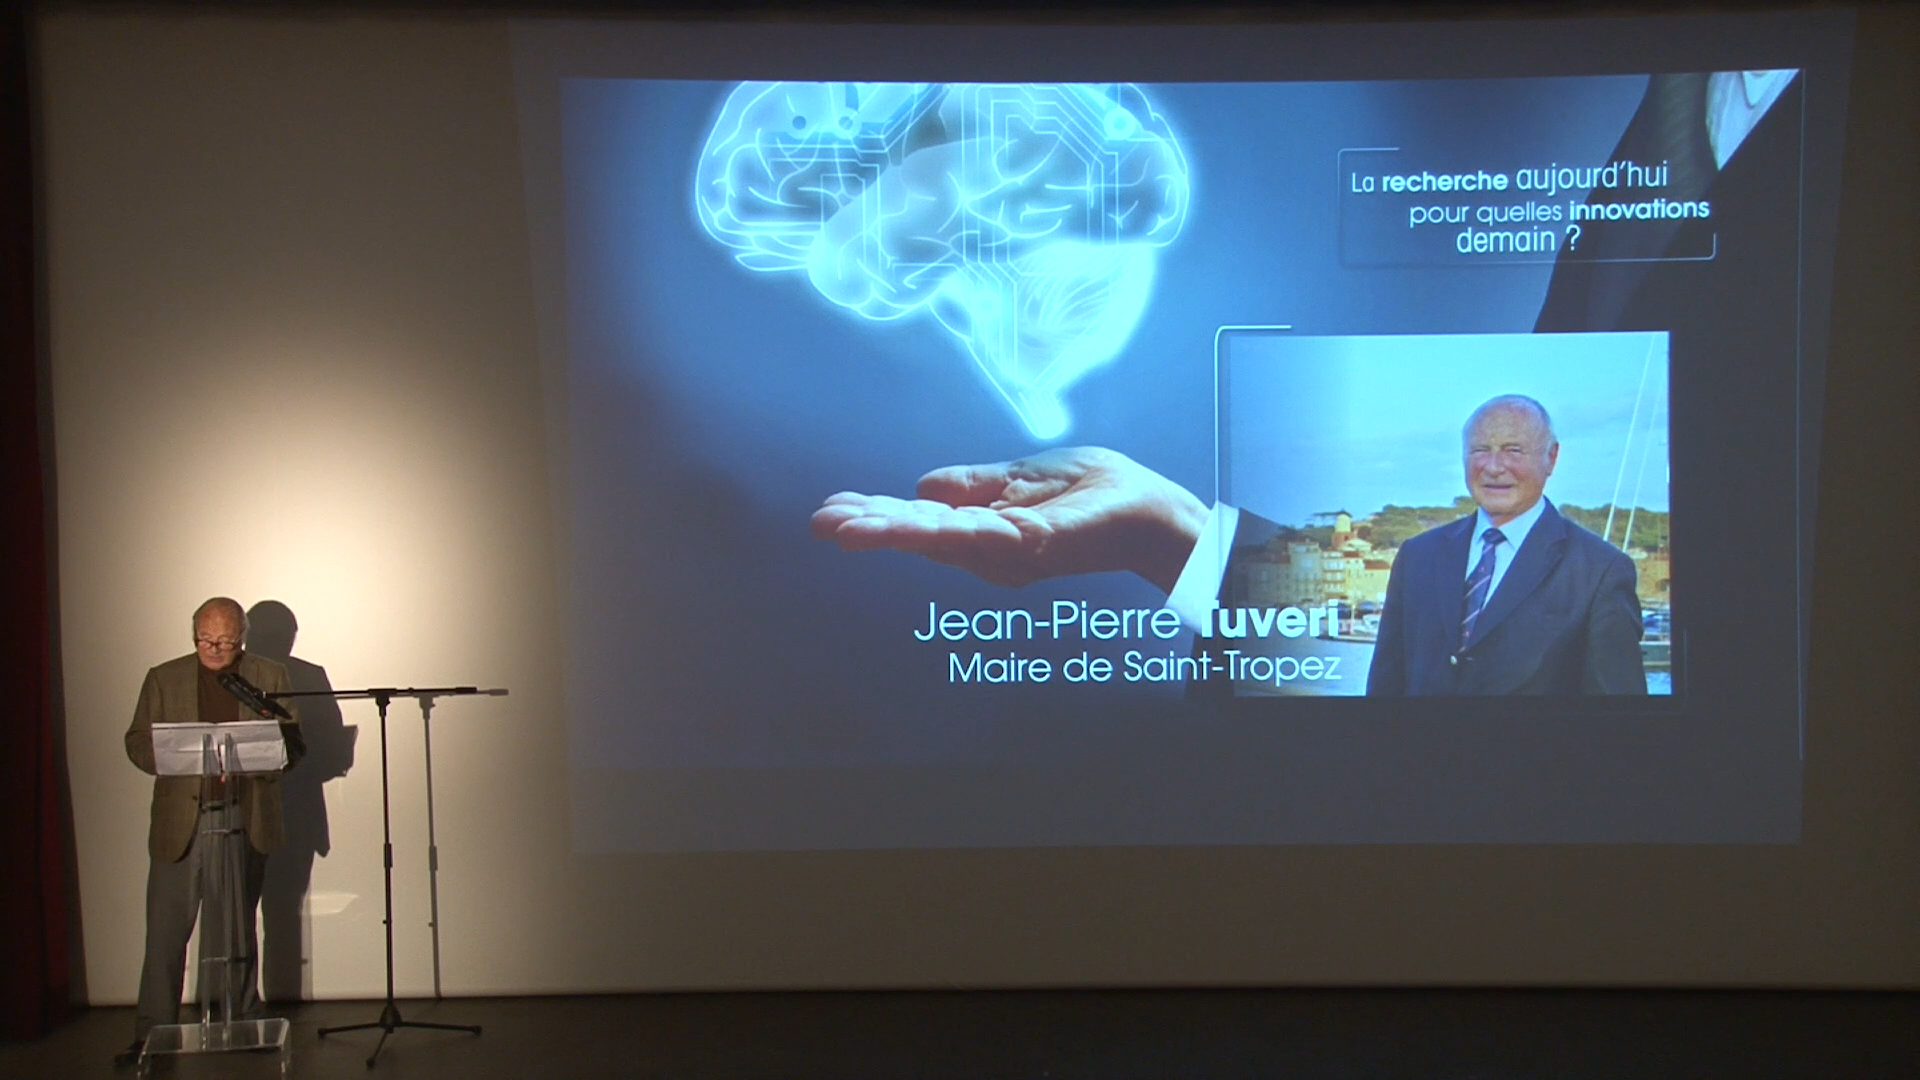 La recherche aujourd'hui
pour quelles innovations
demain ?
Jean-Pierre Tuveri
Maire de Saint-Tropez